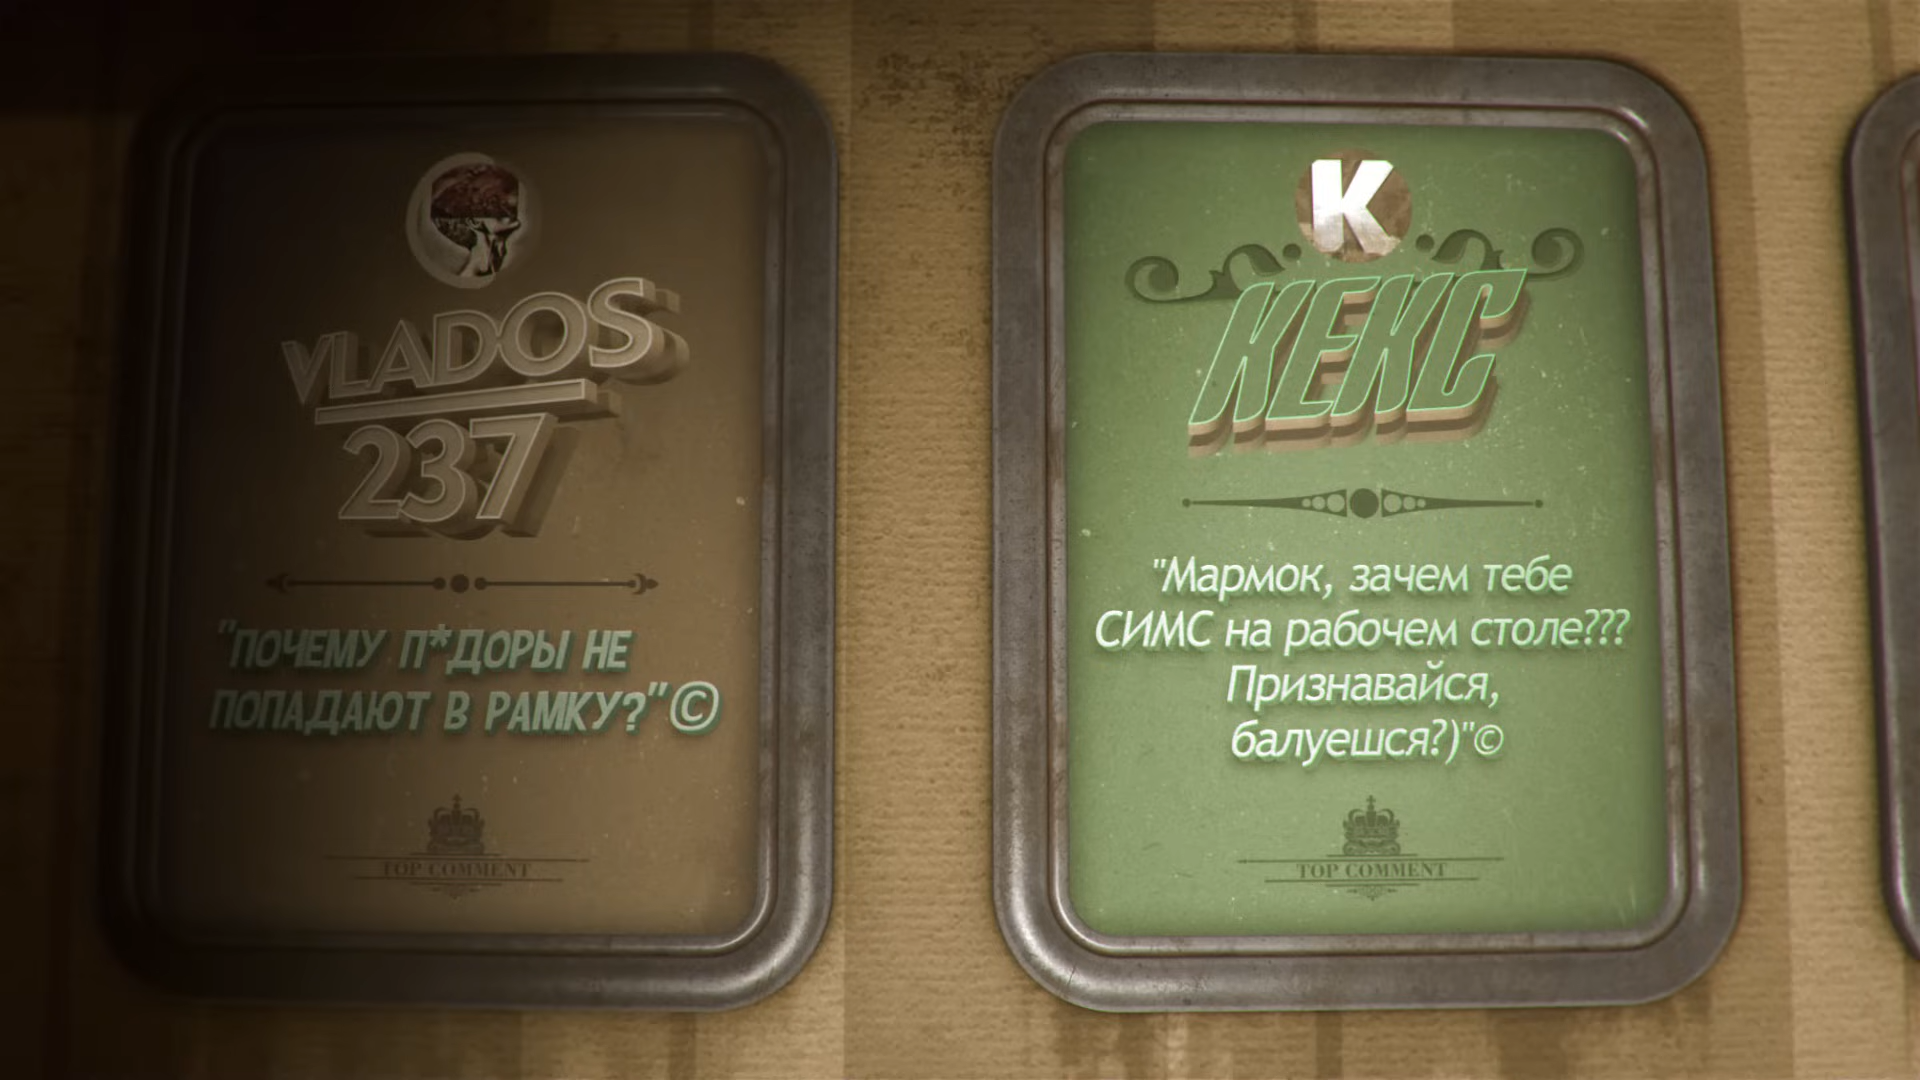 VLADOS
237
"ПОЧЕМУ П*ДОРЫ НЕ
ПОПАДАЮТ В РАМКУ?"©
TOP COMMENT
К
КЕКС
"Мармок, зачем тебе
СИМС на рабочем столе???
Признавайся,
балуешся?)"©
TOP COMMENT